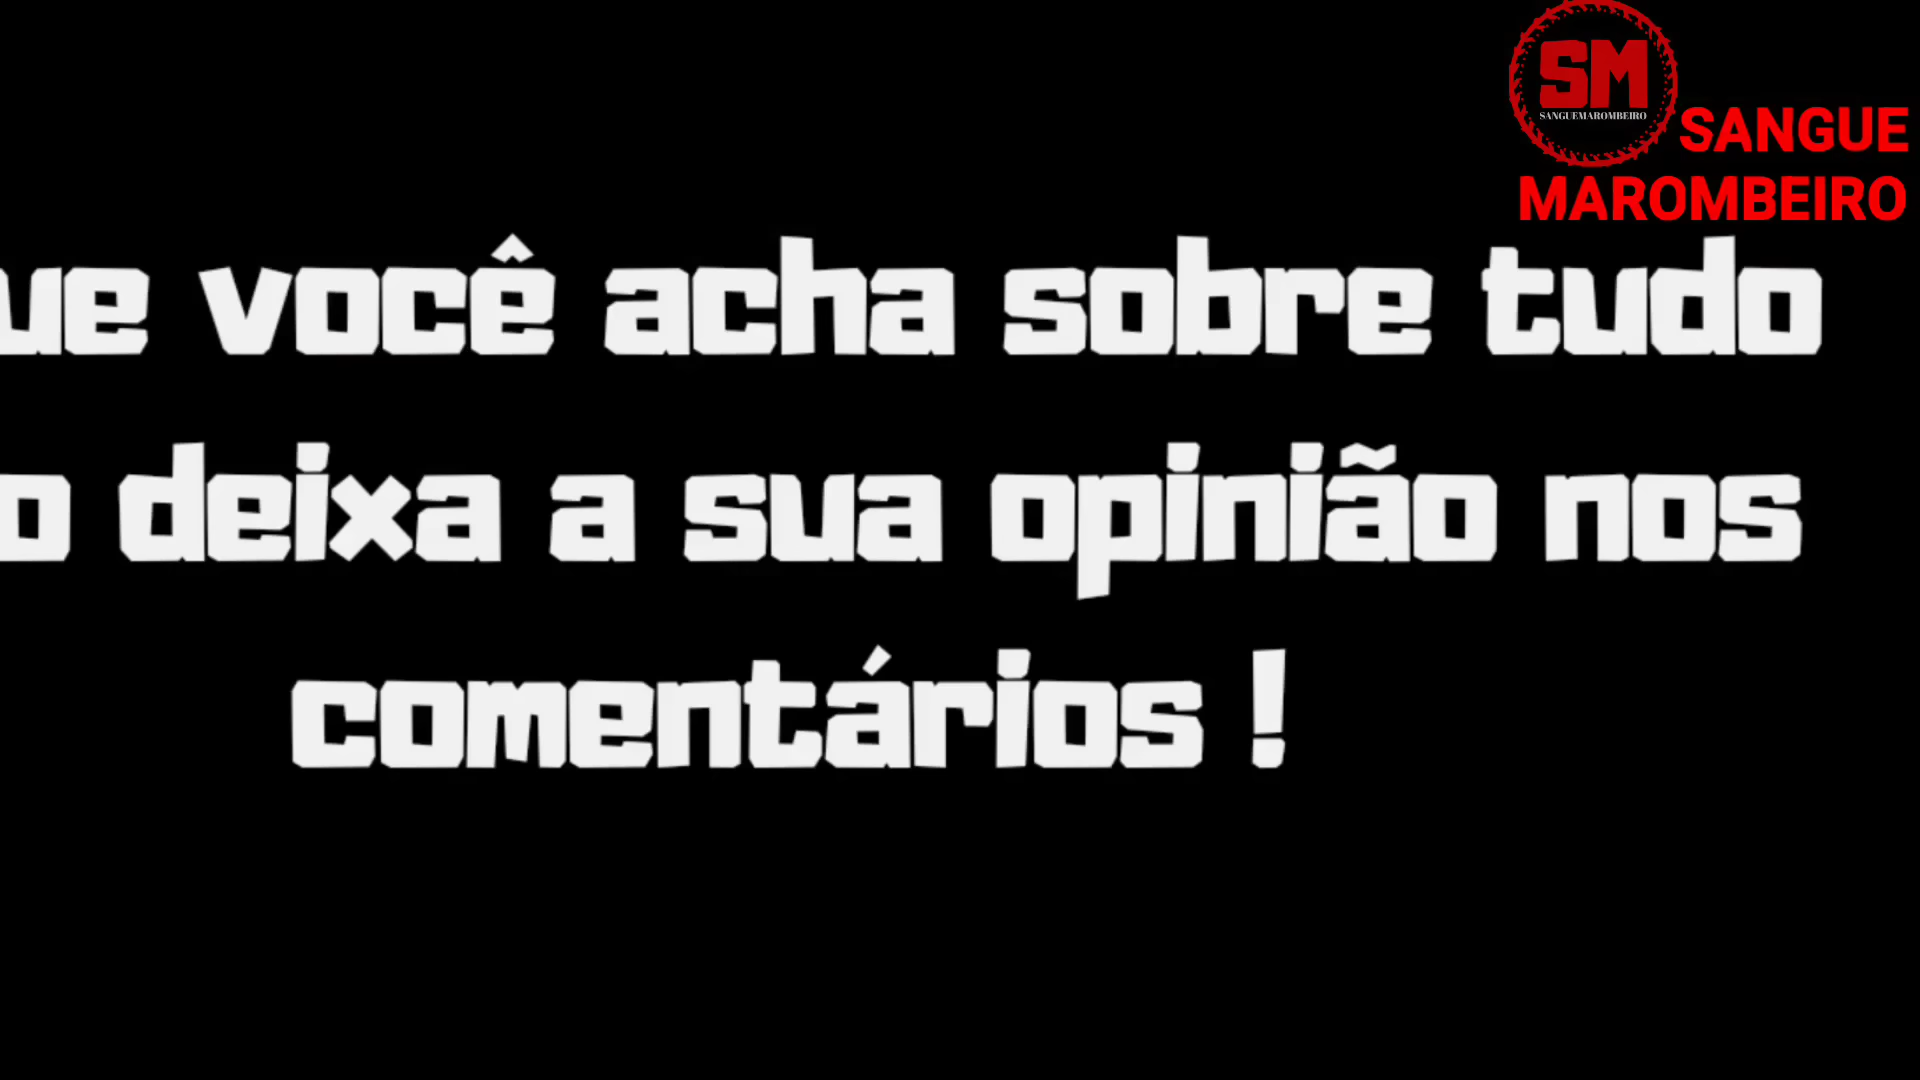 SM
SANGUEMAROMBEIRO
SANGUE
MAROMBEIRO
ue você acha sobre tudo
o deixa a sua opinião nos
comentários !